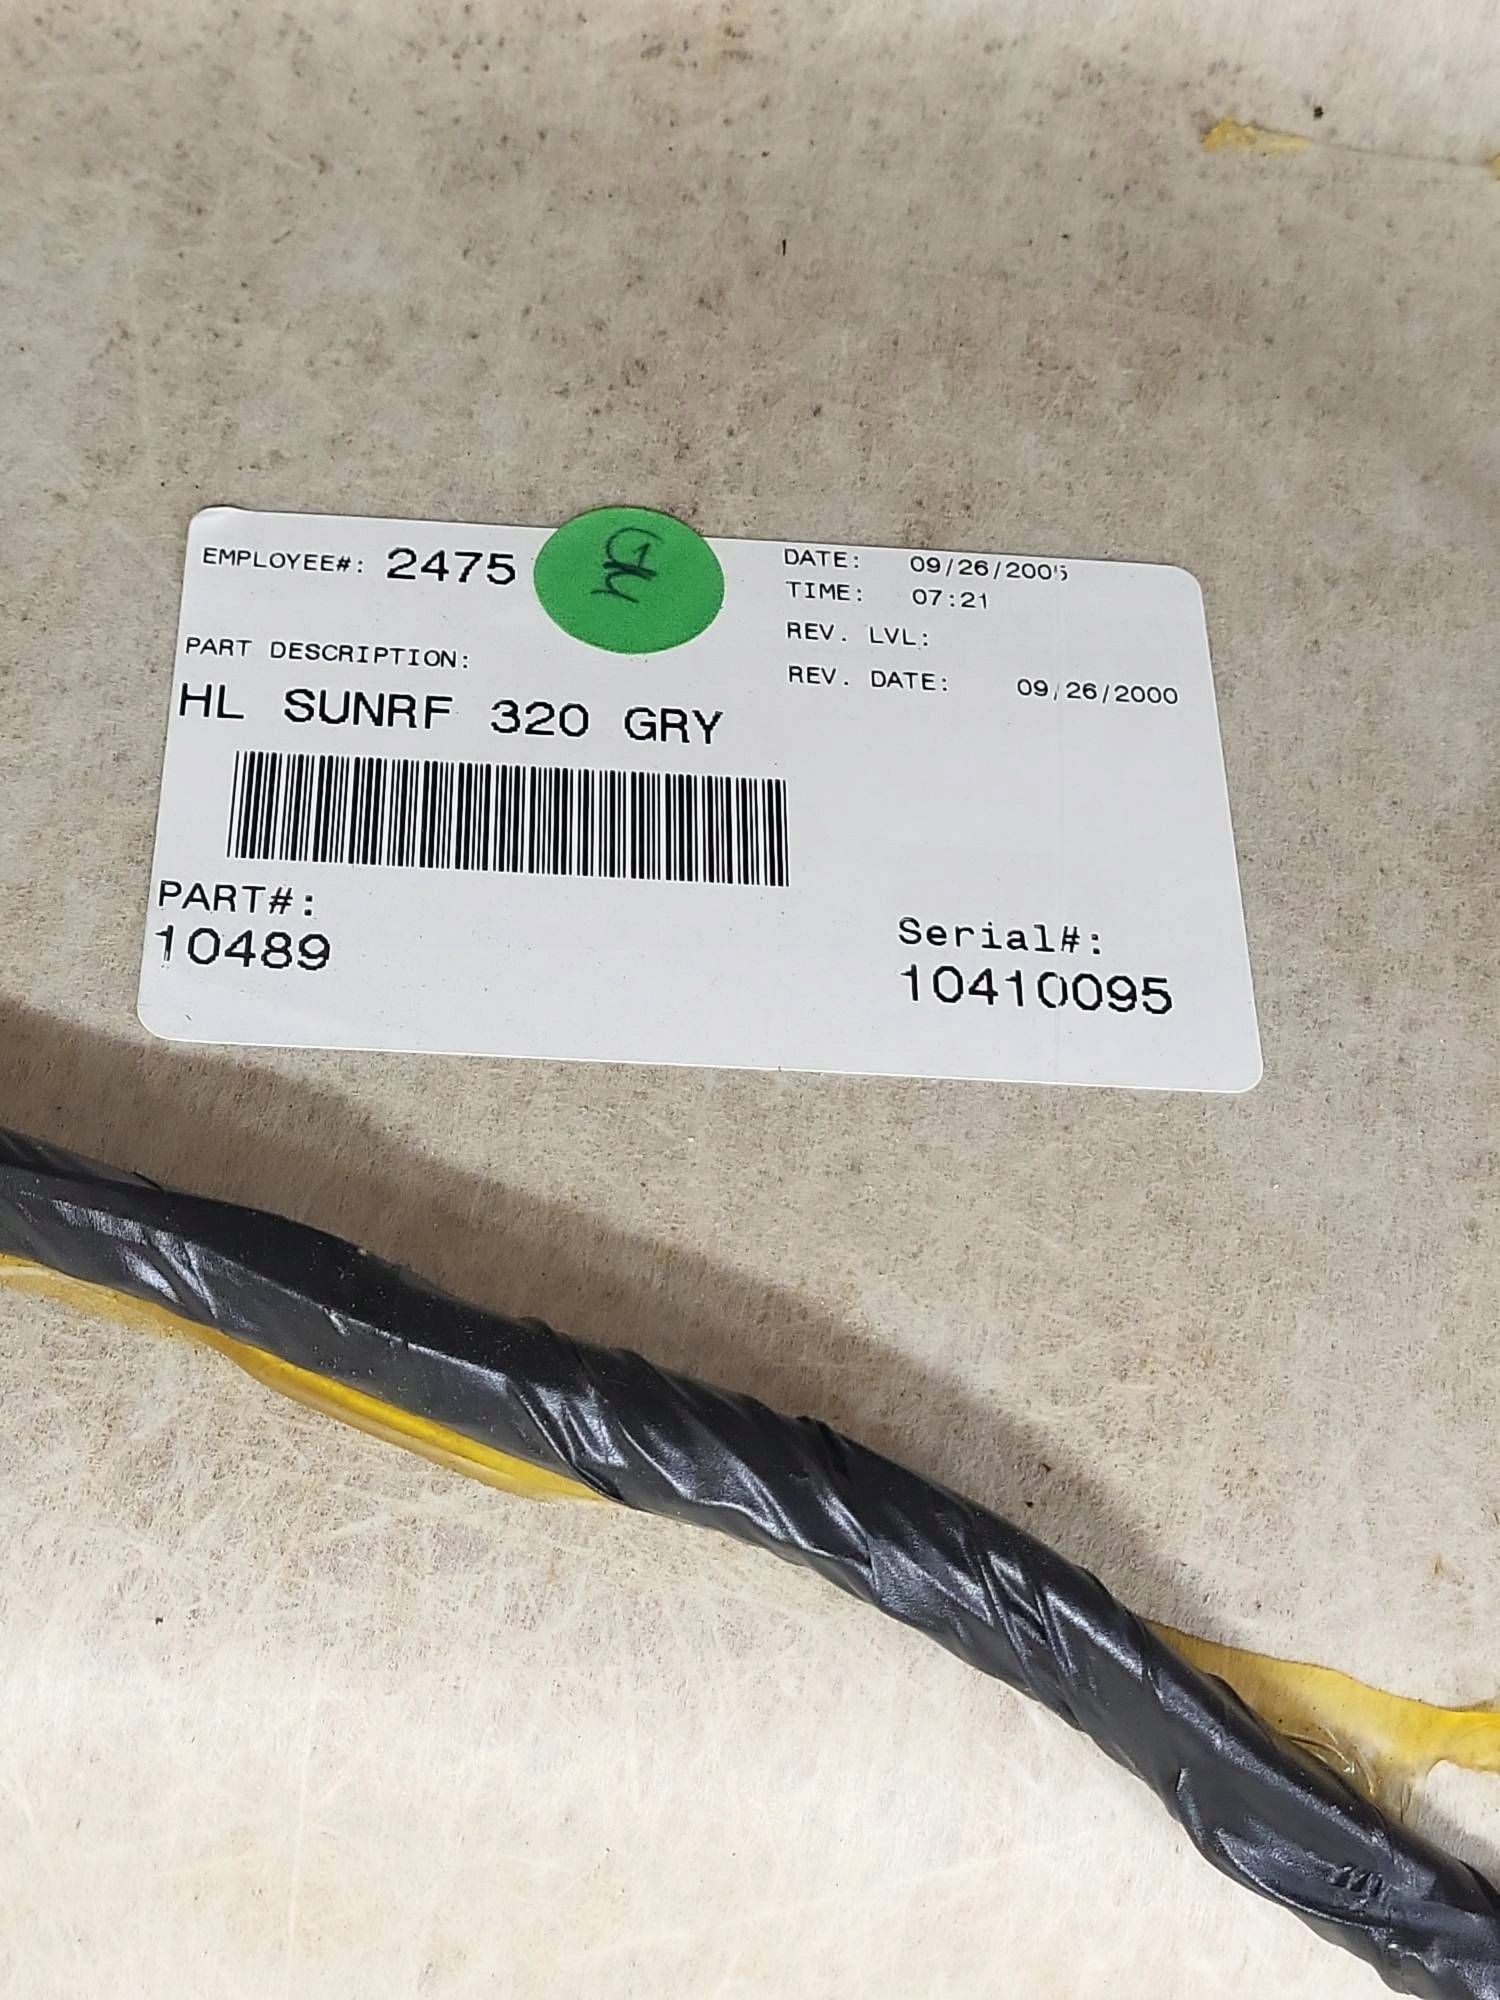 EMPLOYEE#: 2475
DATE: 09/26/2005
TIME: 07:21
REV. LVL:
REV. DATE: 09/26/2000
PART DESCRIPTION:
HL SUNRF 320 GRY
PART#:
10489
Serial#:
10410095